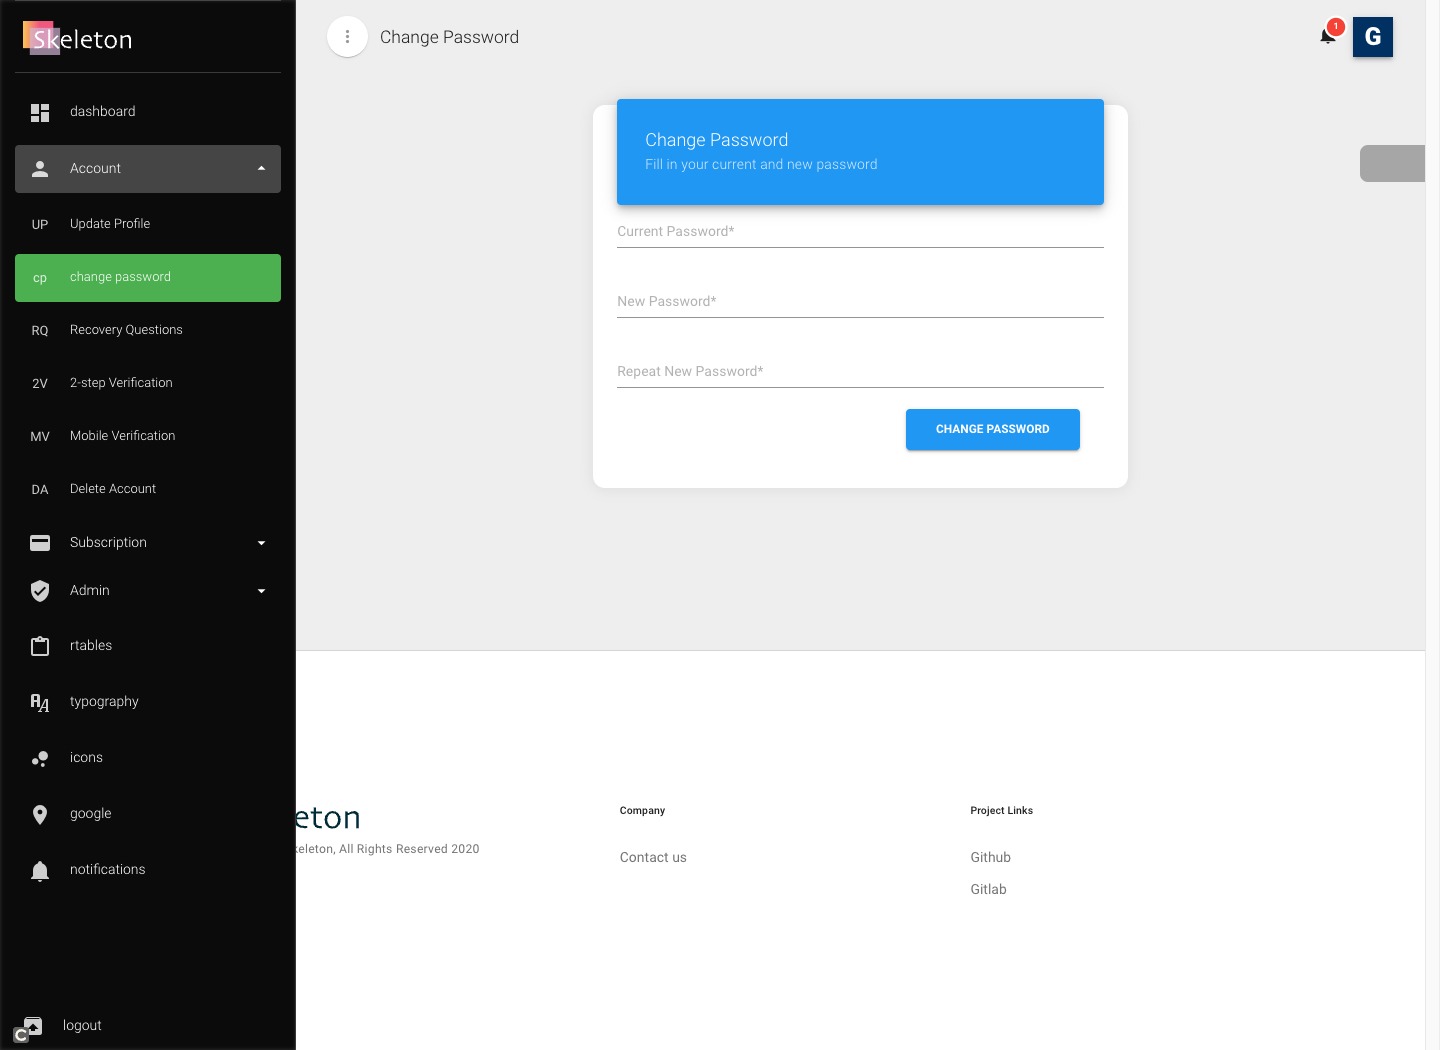 Skeleton
dashboard
Account
UP Update Profile
cp change password
RQ Recovery Questions
2V 2-step Verification
MV Mobile Verification
DA Delete Account
Subscription
Admin
rtables
typography
icons
google
notifications
logout
C
Change Password
1
G
Change Password
Fill in your current and new password
Current Password*
New Password*
Repeat New Password*
CHANGE PASSWORD
eton
keleton, All Rights Reserved 2020
Company
Contact us
Project Links
Github
Gitlab